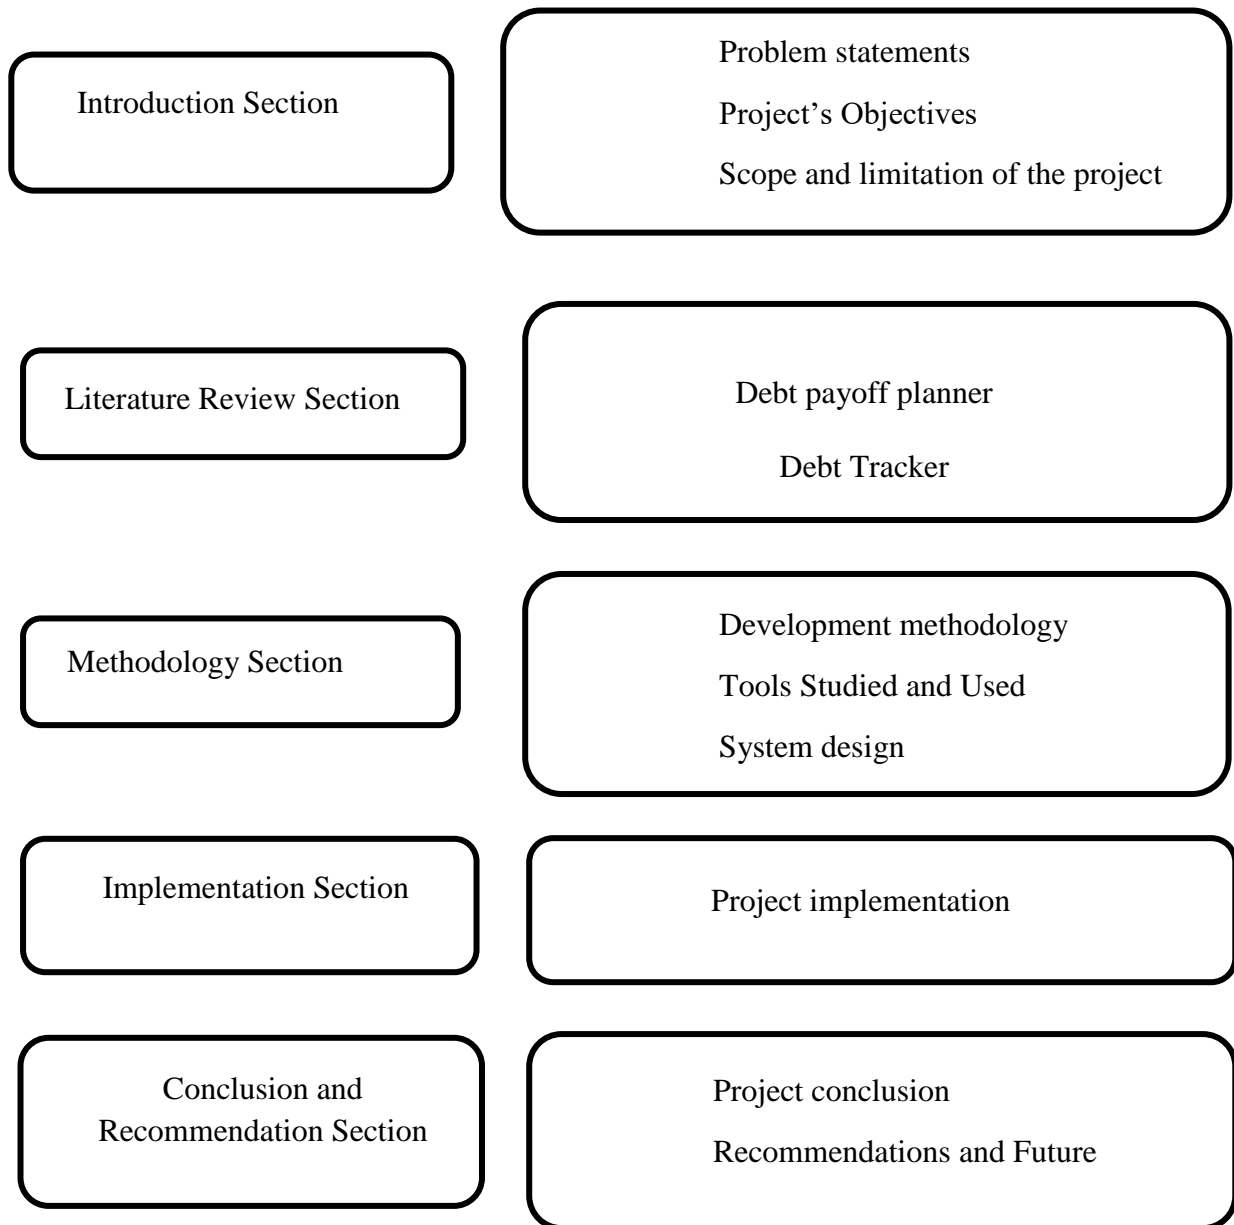 Introduction Section
Problem statements
Project’s Objectives
Scope and limitation of the project
Literature Review Section
Debt payoff planner
Debt Tracker
Methodology Section
Development methodology
Tools Studied and Used
System design
Implementation Section
Project implementation
Conclusion and
Recommendation Section
Project conclusion
Recommendations and Future